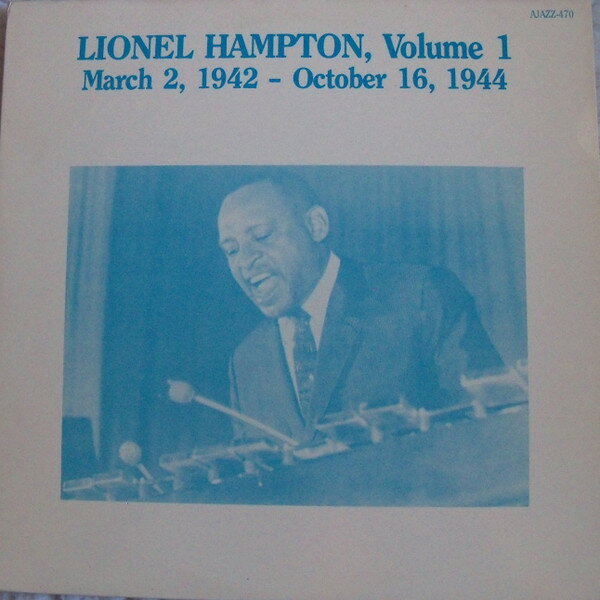 AJAZZ-470
LIONEL HAMPTON, Volume 1
March 2, 1942 – October 16, 1944